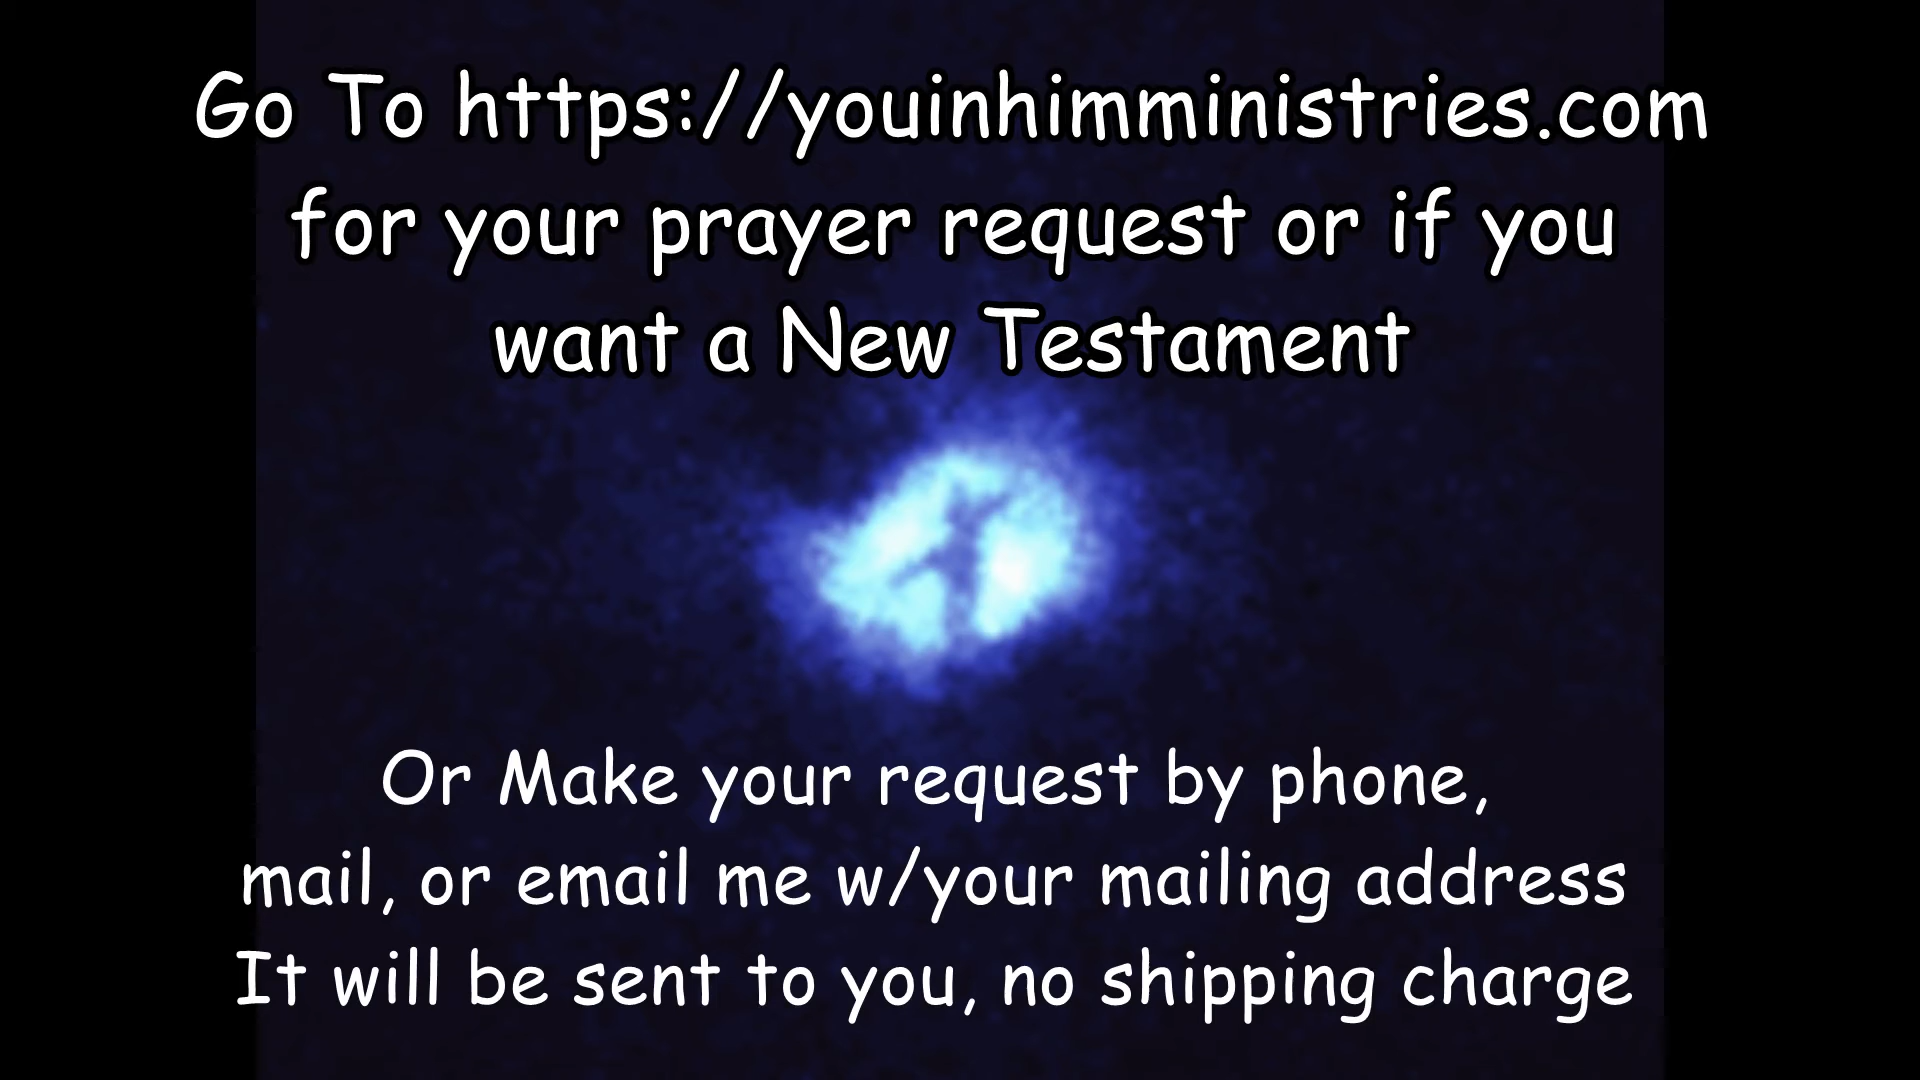 Go To https://youinhimministries.com
for your prayer request or if you
want a New Testament
Or Make your request by phone,
mail, or email me w/your mailing address
It will be sent to you, no shipping charge